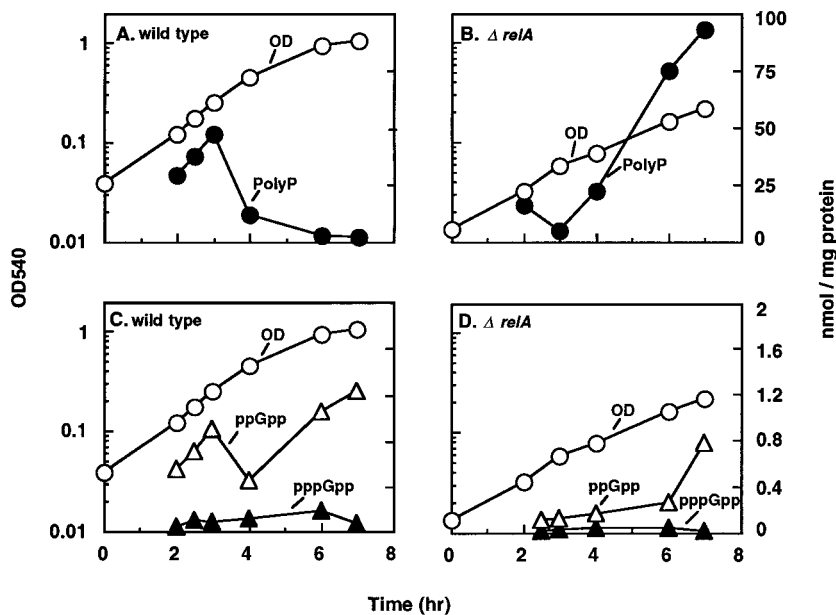 A. wild type
OD
PolyP
1
0.1
0.01
B. Δ relA
OD
PolyP
100
75
50
25
0
C. wild type
OD
ppGpp
pppGpp
1
0.1
0.01
0 2 4 6 8
D. Δ relA
OD
ppGpp
pppGpp
2
1.6
1.2
0.8
0.4
0
0 2 4 6 8
OD540
nmol / mg protein
Time (hr)